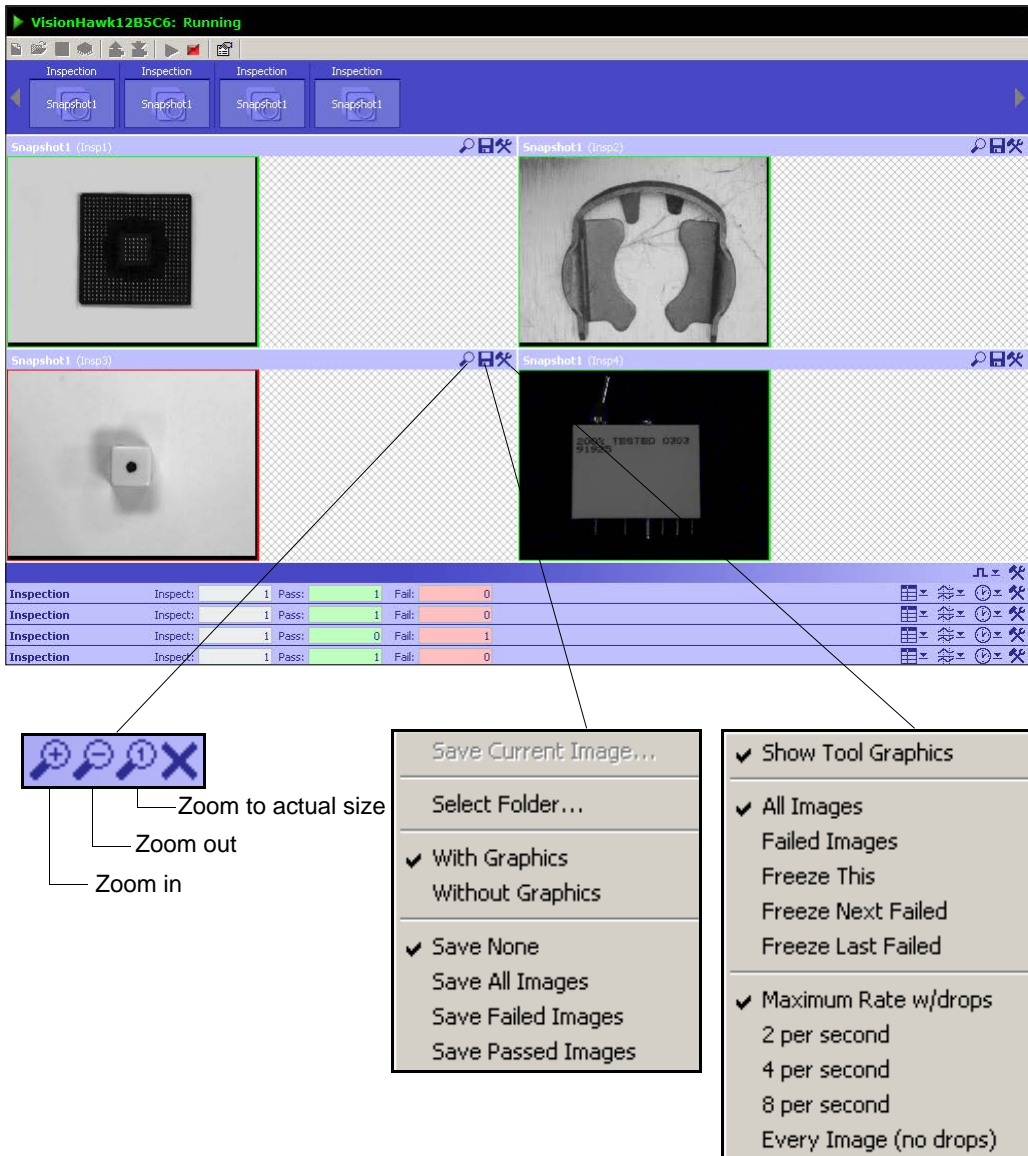 VisionHawk12B5C6: Running
Inspection Inspection Inspection Inspection
Snapshot1 Snapshot1 Snapshot1 Snapshot1
Snapshot1 (Insp1)
Snapshot1 (Insp2)
Snapshot1 (Insp3)
Snapshot1 (Insp4)
200% TESTED 0303
91925
Inspection Inspect: 1 Pass: 1 Fail: 0
Inspection Inspect: 1 Pass: 1 Fail: 0
Inspection Inspect: 1 Pass: 0 Fail: 1
Inspection Inspect: 1 Pass: 1 Fail: 0
Zoom to actual size
Zoom out
Zoom in
Save Current Image...
Select Folder...
With Graphics
Without Graphics
Save None
Save All Images
Save Failed Images
Save Passed Images
Show Tool Graphics
All Images
Failed Images
Freeze This
Freeze Next Failed
Freeze Last Failed
Maximum Rate w/drops
2 per second
4 per second
8 per second
Every Image (no drops)